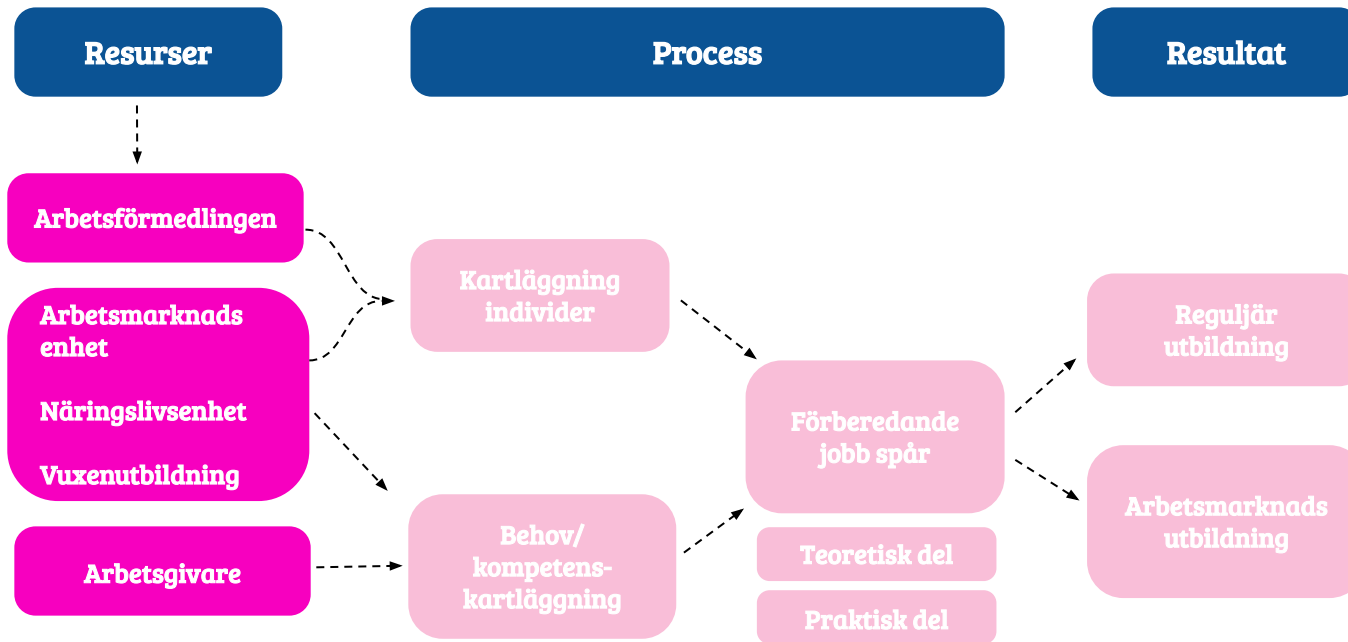 Resurser
Process
Resultat
Arbetsförmedlingen
Arbetsmarknads
enhet
Näringslivsenhet
Vuxenutbildning
Arbetsgivare
Kartläggning
individer
Behov/
kompetens-
kartläggning
Förberedande
jobb spår
Teoretisk del
Praktisk del
Reguljär
utbildning
Arbetsmarknads
utbildning